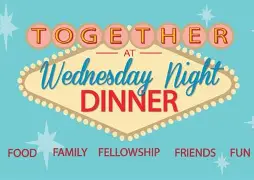 TOGETHER
AT
Wednesday Night
DINNER
FOOD FAMILY FELLOWSHIP FRIENDS FUN